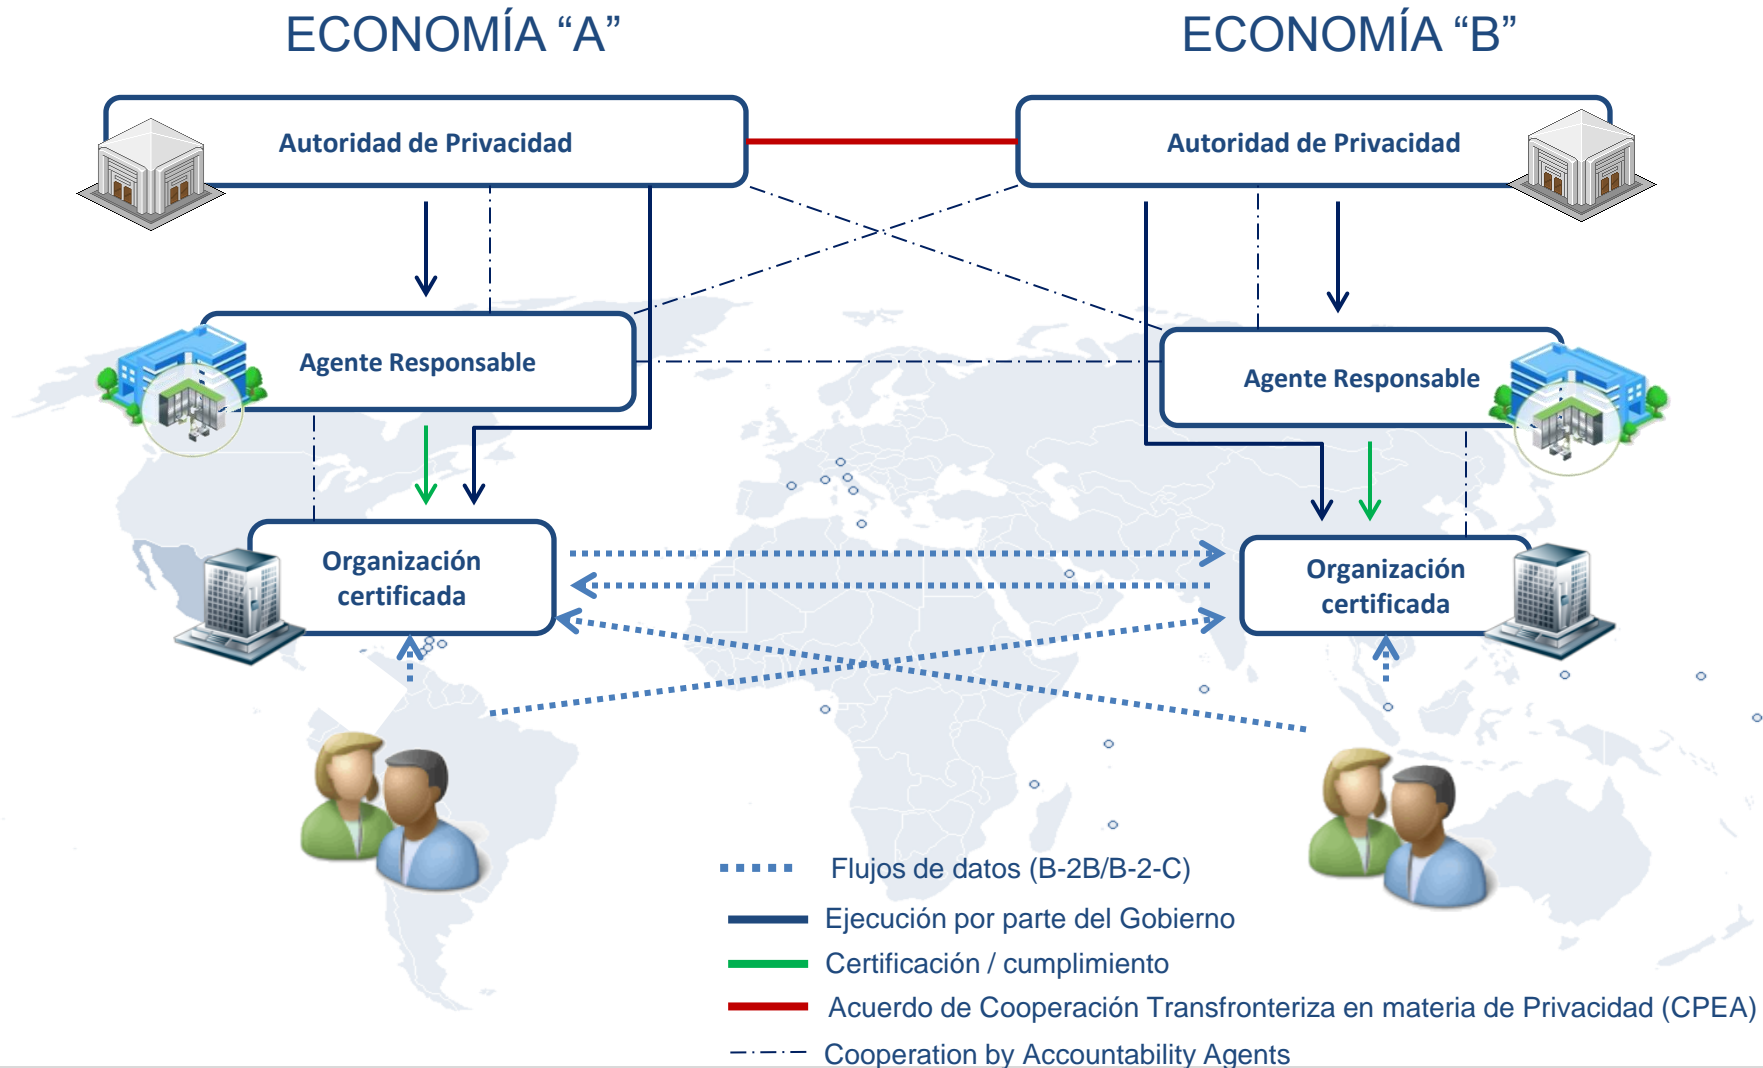 ECONOMÍA “A”
ECONOMÍA “B”
Autoridad de Privacidad
Autoridad de Privacidad
Agente Responsable
Agente Responsable
Organización
certificada
Organización
certificada
Flujos de datos (B-2B/B-2-C)
Ejecución por parte del Gobierno
Certificación / cumplimiento
Acuerdo de Cooperación Transfronteriza en materia de Privacidad (CPEA)
Cooperation by Accountability Agents